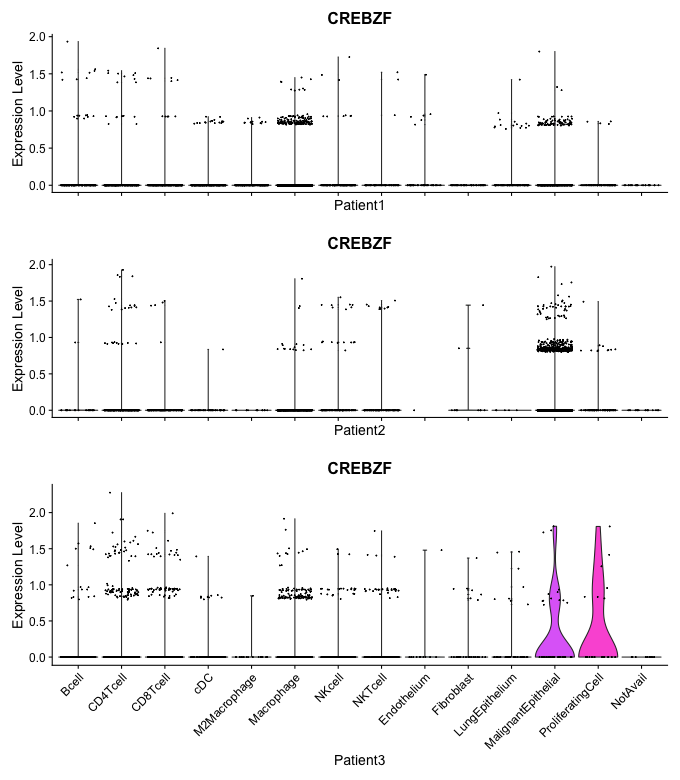 CREBZF
2.0
1.5
1.0
0.5
0.0
Expression Level
Patient1
CREBZF
2.0
1.5
1.0
0.5
0.0
Expression Level
Patient2
CREBZF
2.0
1.5
1.0
0.5
0.0
Expression Level
Bcell
CD4Tcell
CD8Tcell
cDC
M2Macrophage
Macrophage
NKcell
NKTcell
Endothelium
Fibroblast
LungEpithelium
MalignantEpithelial
ProliferatingCell
NotAvail
Patient3